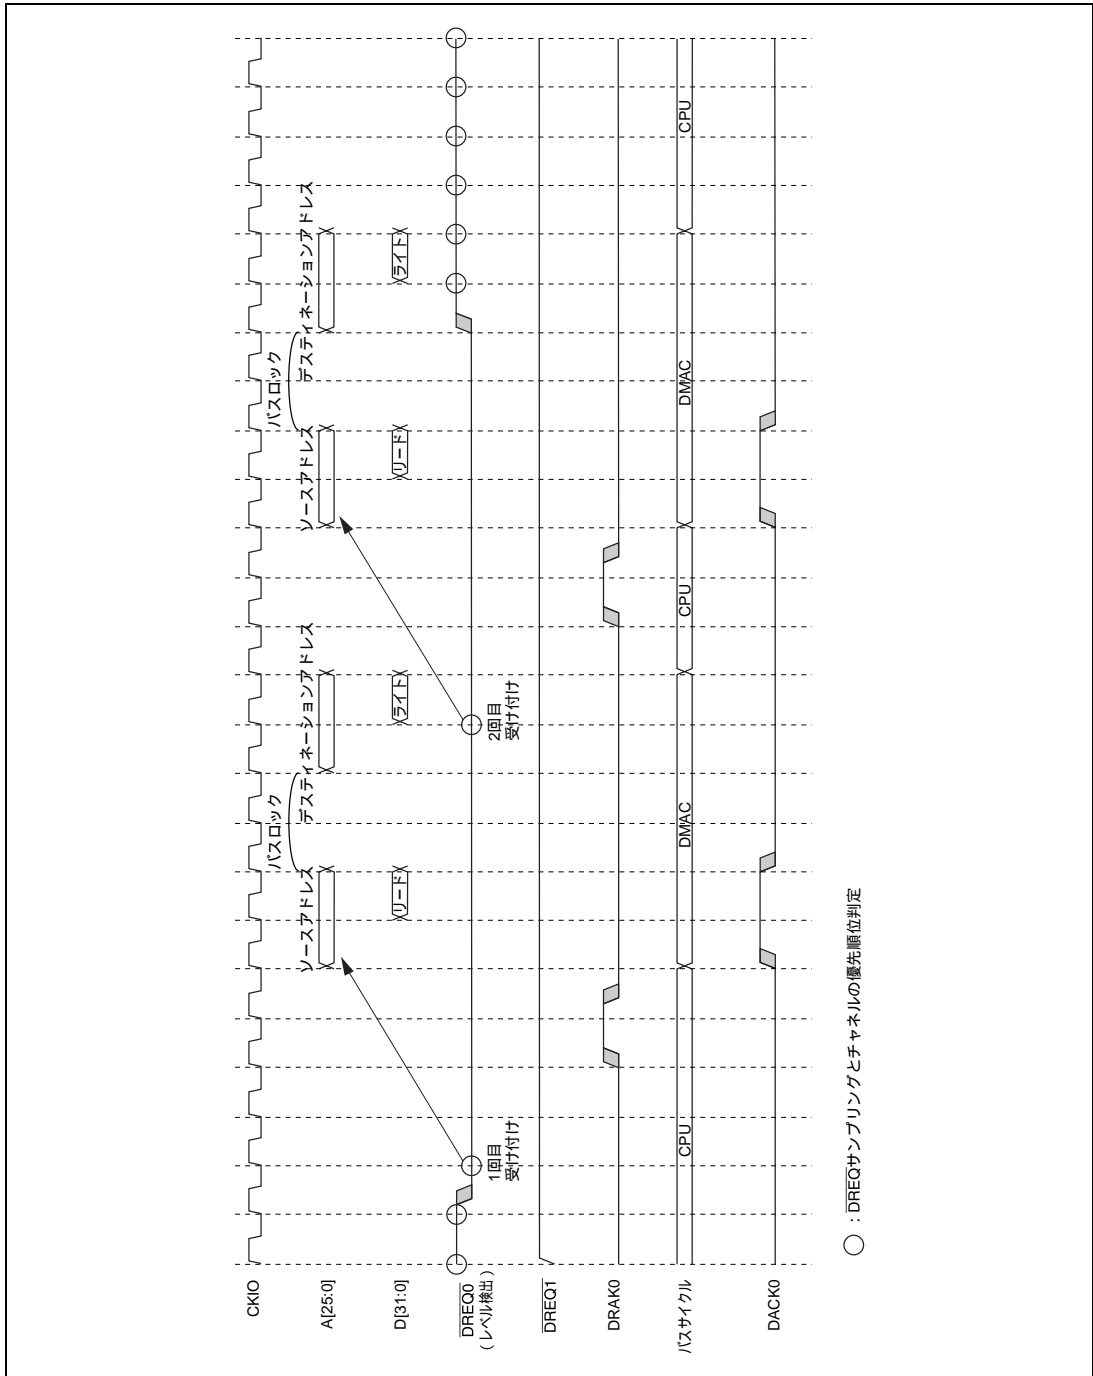 CKIO
バスロック バスロック
ソースアドレス デスティネーションアドレス ソースアドレス デスティネーションアドレス
A[25:0]
D[31:0] リード ライト リード ライト
DREQ0
(レベル検出)
1回目 2回目
受け付け 受け付け
DREQ1
DRAK0
バスサイクル CPU DMAC CPU DMAC CPU
DACK0
○ : DREQサンプリングとチャネルの優先順位判定